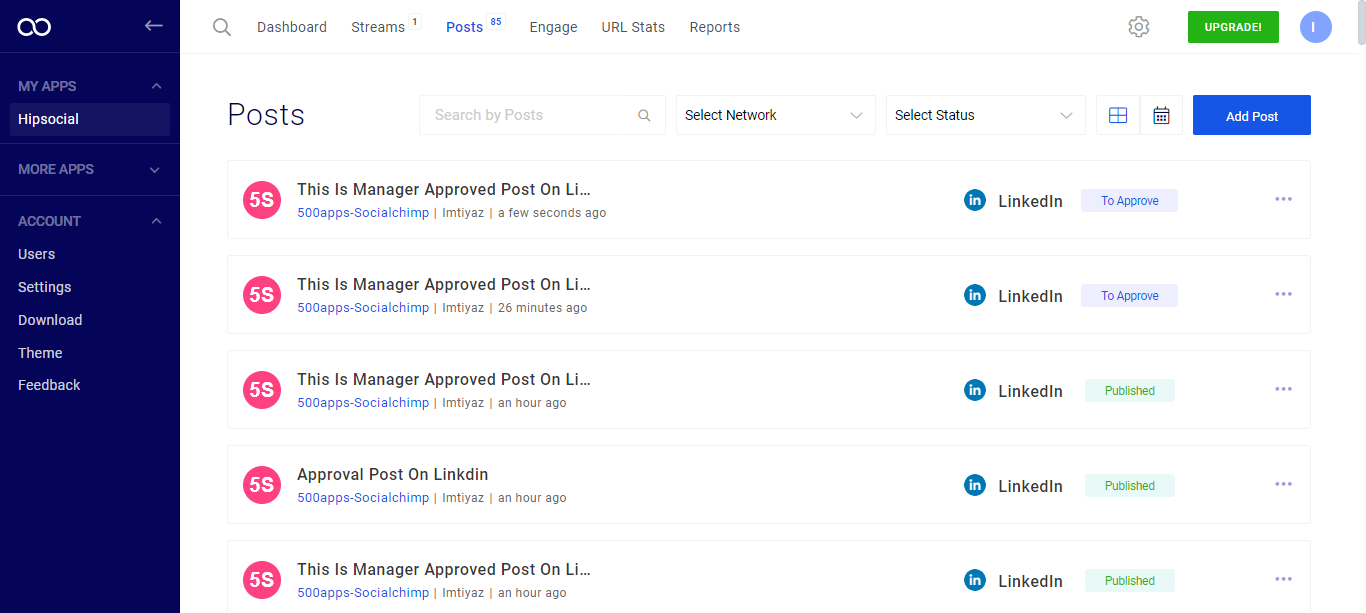 Dashboard Streams 1 Posts 85 Engage URL Stats Reports UPGRADE! I
MY APPS
Hipsocial
MORE APPS
ACCOUNT
Users
Settings
Download
Theme
Feedback
Posts Search by Posts Select Network Select Status Add Post
5S This Is Manager Approved Post On Li... LinkedIn To Approve
500apps-Socialchimp | Imtiyaz | a few seconds ago
5S This Is Manager Approved Post On Li... LinkedIn To Approve
500apps-Socialchimp | Imtiyaz | 26 minutes ago
5S This Is Manager Approved Post On Li... LinkedIn Published
500apps-Socialchimp | Imtiyaz | an hour ago
5S Approval Post On Linkdin LinkedIn Published
500apps-Socialchimp | Imtiyaz | an hour ago
5S This Is Manager Approved Post On Li... LinkedIn Published
500apps-Socialchimp | Imtiyaz | an hour ago